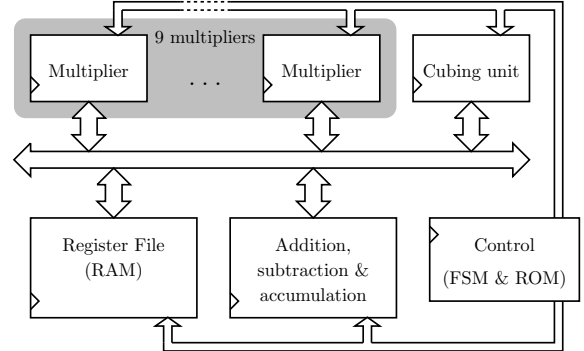 9 multipliers
Multiplier
. . .
Multiplier
Cubing unit
Register File
(RAM)
Addition,
subtraction &
accumulation
Control
(FSM & ROM)